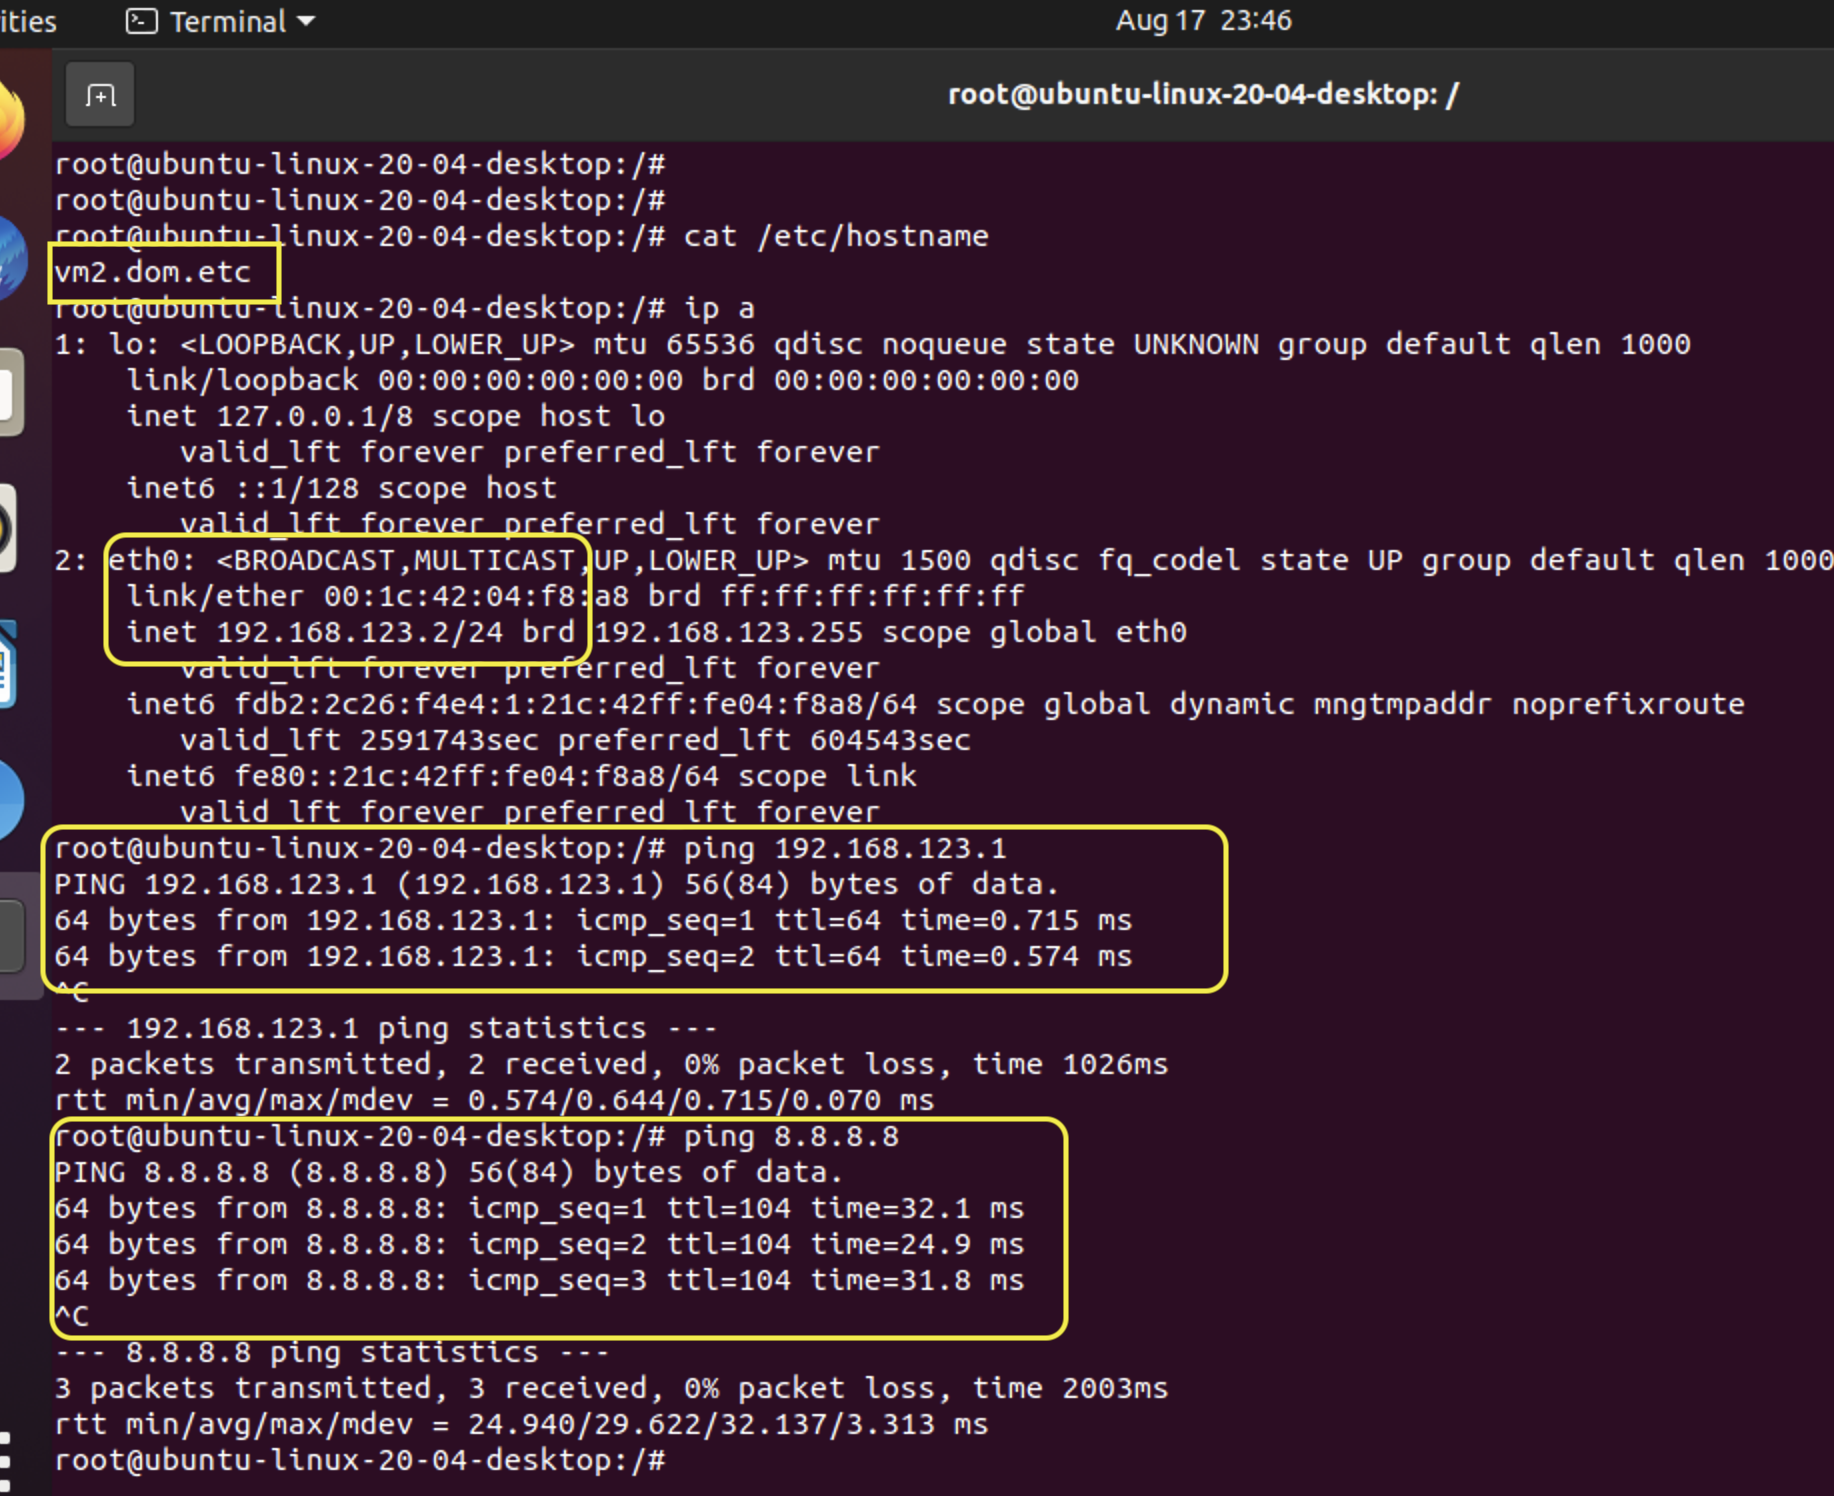 ities
Terminal
Aug 17 23:46
root@ubuntu-linux-20-04-desktop: /
root@ubuntu-linux-20-04-desktop:/#
root@ubuntu-linux-20-04-desktop:/#
root@ubuntu-linux-20-04-desktop:/# cat /etc/hostname
vm2.dom.etc
root@ubuntu-linux-20-04-desktop:/# ip a
1: lo: <LOOPBACK,UP,LOWER_UP> mtu 65536 qdisc noqueue state UNKNOWN group default qlen 1000
    link/loopback 00:00:00:00:00:00 brd 00:00:00:00:00:00
    inet 127.0.0.1/8 scope host lo
       valid_lft forever preferred_lft forever
    inet6 ::1/128 scope host
       valid_lft forever preferred_lft forever
2: eth0: <BROADCAST,MULTICAST,UP,LOWER_UP> mtu 1500 qdisc fq_codel state UP group default qlen 1000
    link/ether 00:1c:42:04:f8:a8 brd ff:ff:ff:ff:ff:ff
    inet 192.168.123.2/24 brd 192.168.123.255 scope global eth0
       valid_lft forever preferred_lft forever
    inet6 fdb2:2c26:f4e4:1:21c:42ff:fe04:f8a8/64 scope global dynamic mngtmpaddr noprefixroute
       valid_lft 2591743sec preferred_lft 604543sec
    inet6 fe80::21c:42ff:fe04:f8a8/64 scope link
       valid_lft forever preferred_lft forever
root@ubuntu-linux-20-04-desktop:/# ping 192.168.123.1
PING 192.168.123.1 (192.168.123.1) 56(84) bytes of data.
64 bytes from 192.168.123.1: icmp_seq=1 ttl=64 time=0.715 ms
64 bytes from 192.168.123.1: icmp_seq=2 ttl=64 time=0.574 ms
^C
--- 192.168.123.1 ping statistics ---
2 packets transmitted, 2 received, 0% packet loss, time 1026ms
rtt min/avg/max/mdev = 0.574/0.644/0.715/0.070 ms
root@ubuntu-linux-20-04-desktop:/# ping 8.8.8.8
PING 8.8.8.8 (8.8.8.8) 56(84) bytes of data.
64 bytes from 8.8.8.8: icmp_seq=1 ttl=104 time=32.1 ms
64 bytes from 8.8.8.8: icmp_seq=2 ttl=104 time=24.9 ms
64 bytes from 8.8.8.8: icmp_seq=3 ttl=104 time=31.8 ms
^C
--- 8.8.8.8 ping statistics ---
3 packets transmitted, 3 received, 0% packet loss, time 2003ms
rtt min/avg/max/mdev = 24.940/29.622/32.137/3.313 ms
root@ubuntu-linux-20-04-desktop:/#